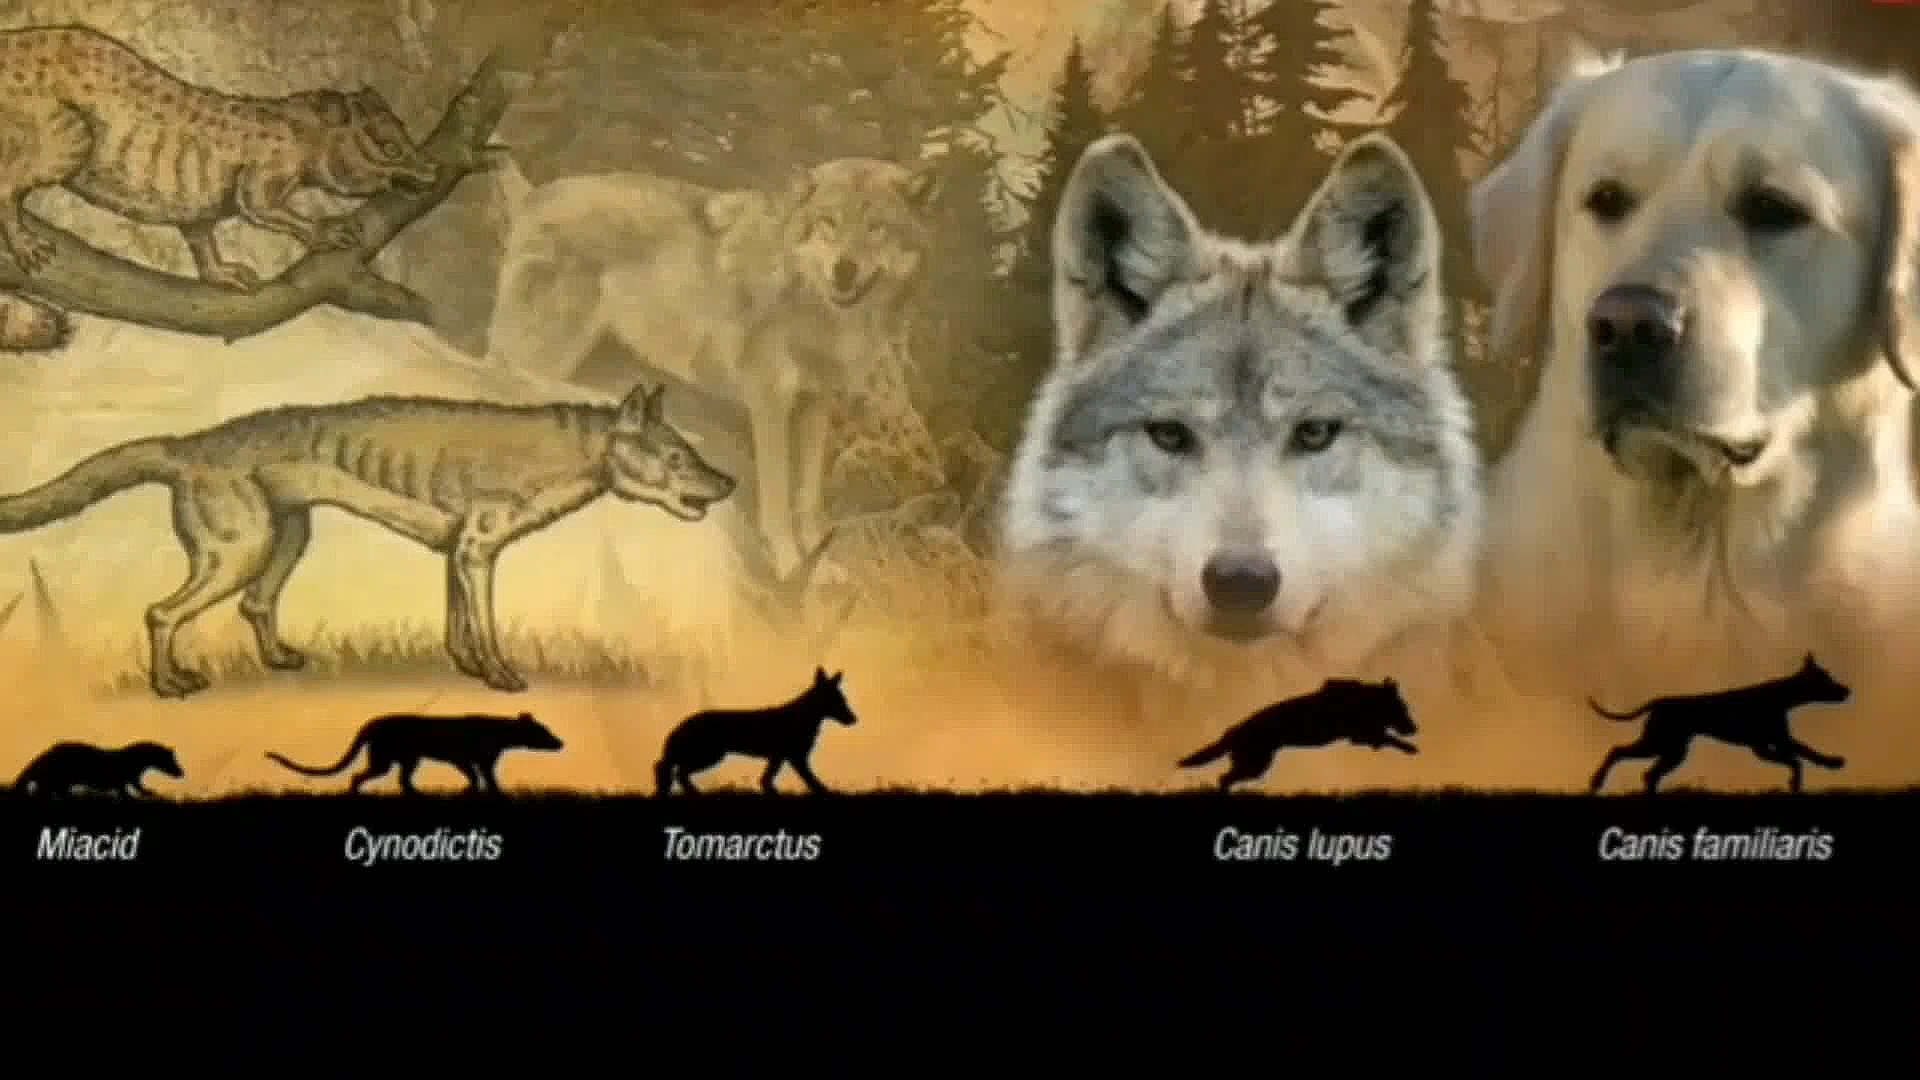 Miacid
Cynodictis
Tomarctus
Canis lupus
Canis familiaris